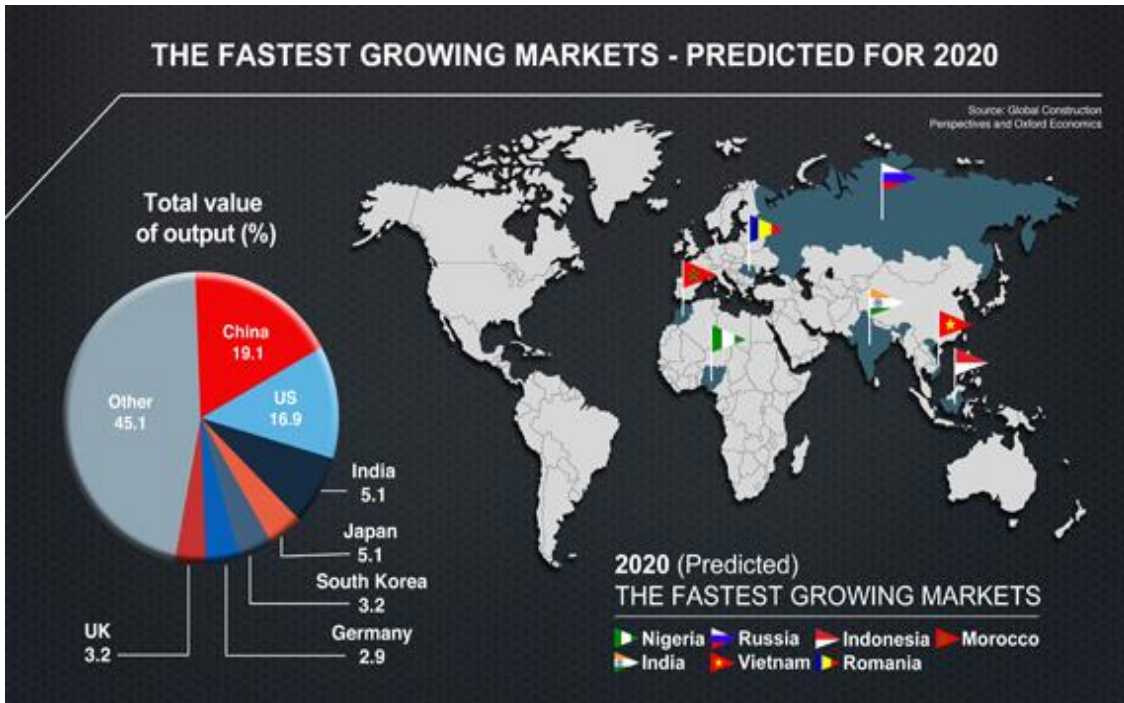 THE FASTEST GROWING MARKETS - PREDICTED FOR 2020
Source: Global Construction
Perspectives and Oxford Economics
Total value
of output (%)
China
19.1
US
16.9
Other
45.1
India
5.1
Japan
5.1
South Korea
3.2
Germany
2.9
UK
3.2
2020 (Predicted)
THE FASTEST GROWING MARKETS
Nigeria Russia Indonesia Morocco
India Vietnam Romania